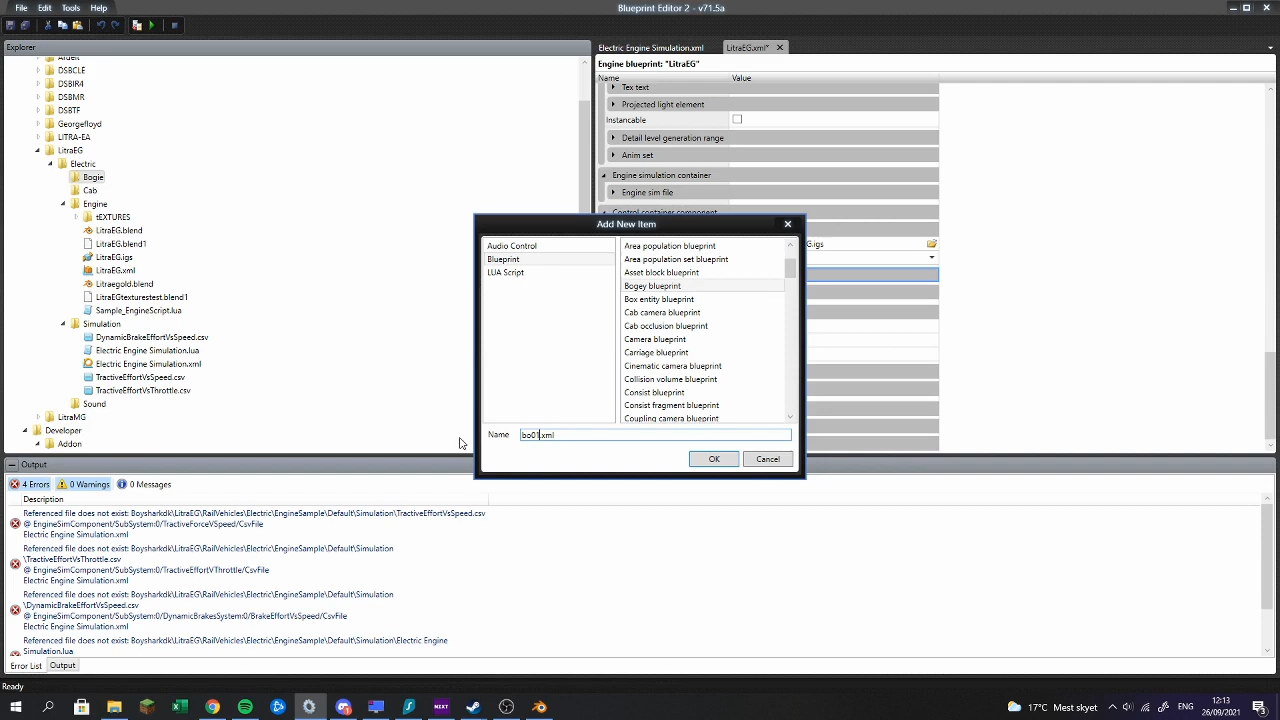 File Edit Tools Help
Blueprint Editor 2 - v71.5a
Explorer
DSBCLE
DSBIR4
DSBMR
DSBTF
Georgefloyd
LITRA-EA
LitraEG
Electric
Bogie
Cab
Engine
tEXTURES
LitraEG.blend
LitraEG.blend1
LitraEG.igs
LitraEG.xml
Litraegold.blend
LitraEGtexturestest.blend1
Sample_EngineScript.lua
Simulation
DynamicBrakeEffortVsSpeed.csv
Electric Engine Simulation.lua
Electric Engine Simulation.xml
TractiveEffortVsSpeed.csv
TractiveEffortVsThrottle.csv
Sound
LitraMG
Developer
Addon
Electric Engine Simulation.xml LitraEG.xml*
Engine blueprint: "LitraEG"
Name Value
Tex text
Projected light element
Instancable
Detail level generation range
Anim set
Engine simulation container
Engine sim file
Control container component
G.igs
Add New Item
Audio Control
Blueprint
LUA Script
Area population blueprint
Area population set blueprint
Asset block blueprint
Bogey blueprint
Box entity blueprint
Cab camera blueprint
Cab occlusion blueprint
Camera blueprint
Carriage blueprint
Cinematic camera blueprint
Collision volume blueprint
Consist blueprint
Consist fragment blueprint
Coupling camera blueprint
Name bo01.xml
OK Cancel
Output
4 Errors 0 Warnings 0 Messages
Description
Referenced file does not exist: Boysharkdk\LitraEG\RailVehicles\Electric\EngineSample\Default\Simulation\TractiveEffortVsSpeed.csv
@ EngineSimComponent/SubSystem:0/TractiveForceVSpeed/CsvFile
Electric Engine Simulation.xml
Referenced file does not exist: Boysharkdk\LitraEG\RailVehicles\Electric\EngineSample\Default\Simulation
\TractiveEffortVsThrottle.csv
@ EngineSimComponent/SubSystem:0/TractiveEffortVThrottle/CsvFile
Electric Engine Simulation.xml
Referenced file does not exist: Boysharkdk\LitraEG\RailVehicles\Electric\EngineSample\Default\Simulation
\DynamicBrakeEffortVsSpeed.csv
@ EngineSimComponent/SubSystem:0/DynamicBrakesSystem:0/BrakeEffortVsSpeed/CsvFile
Electric Engine Simulation.xml
Referenced file does not exist: Boysharkdk\LitraEG\RailVehicles\Electric\EngineSample\Default\Simulation\Electric Engine
Simulation.lua
Error List Output
Ready
NEXT
17°C Mest skyet
12:13
26/09/2021